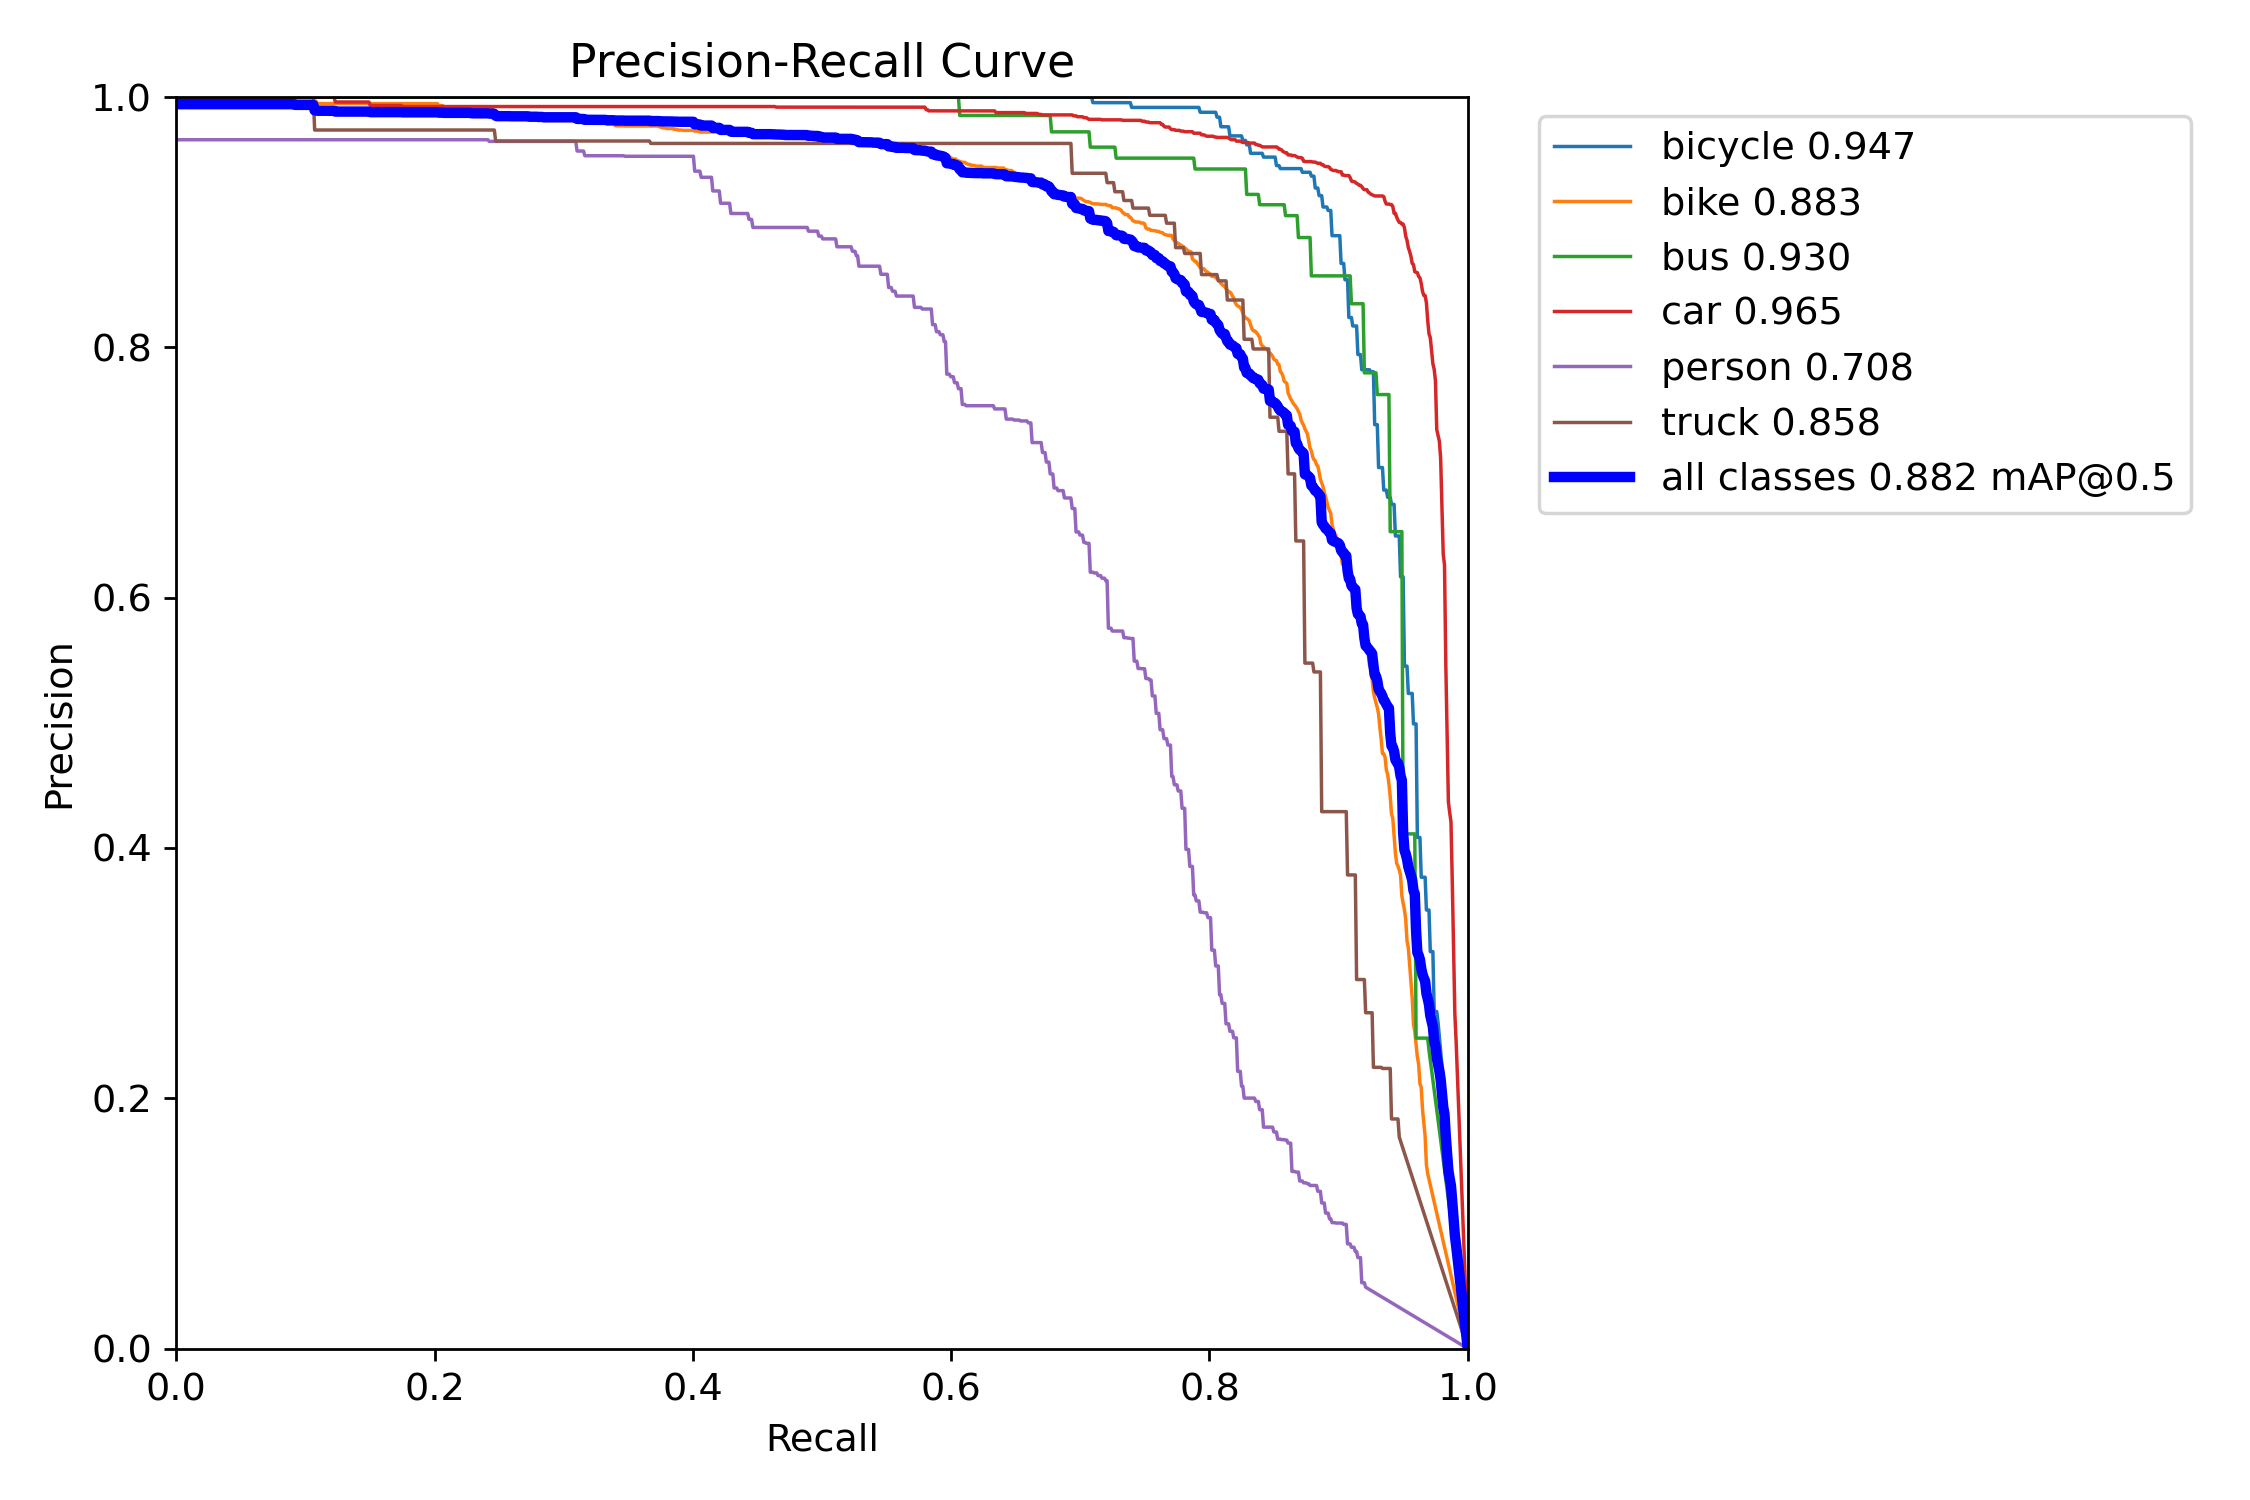 Precision-Recall Curve
1.0
0.8
0.6
0.4
0.2
0.0
Precision
0.0 0.2 0.4 0.6 0.8 1.0
Recall
bicycle 0.947
bike 0.883
bus 0.930
car 0.965
person 0.708
truck 0.858
all classes 0.882 mAP@0.5